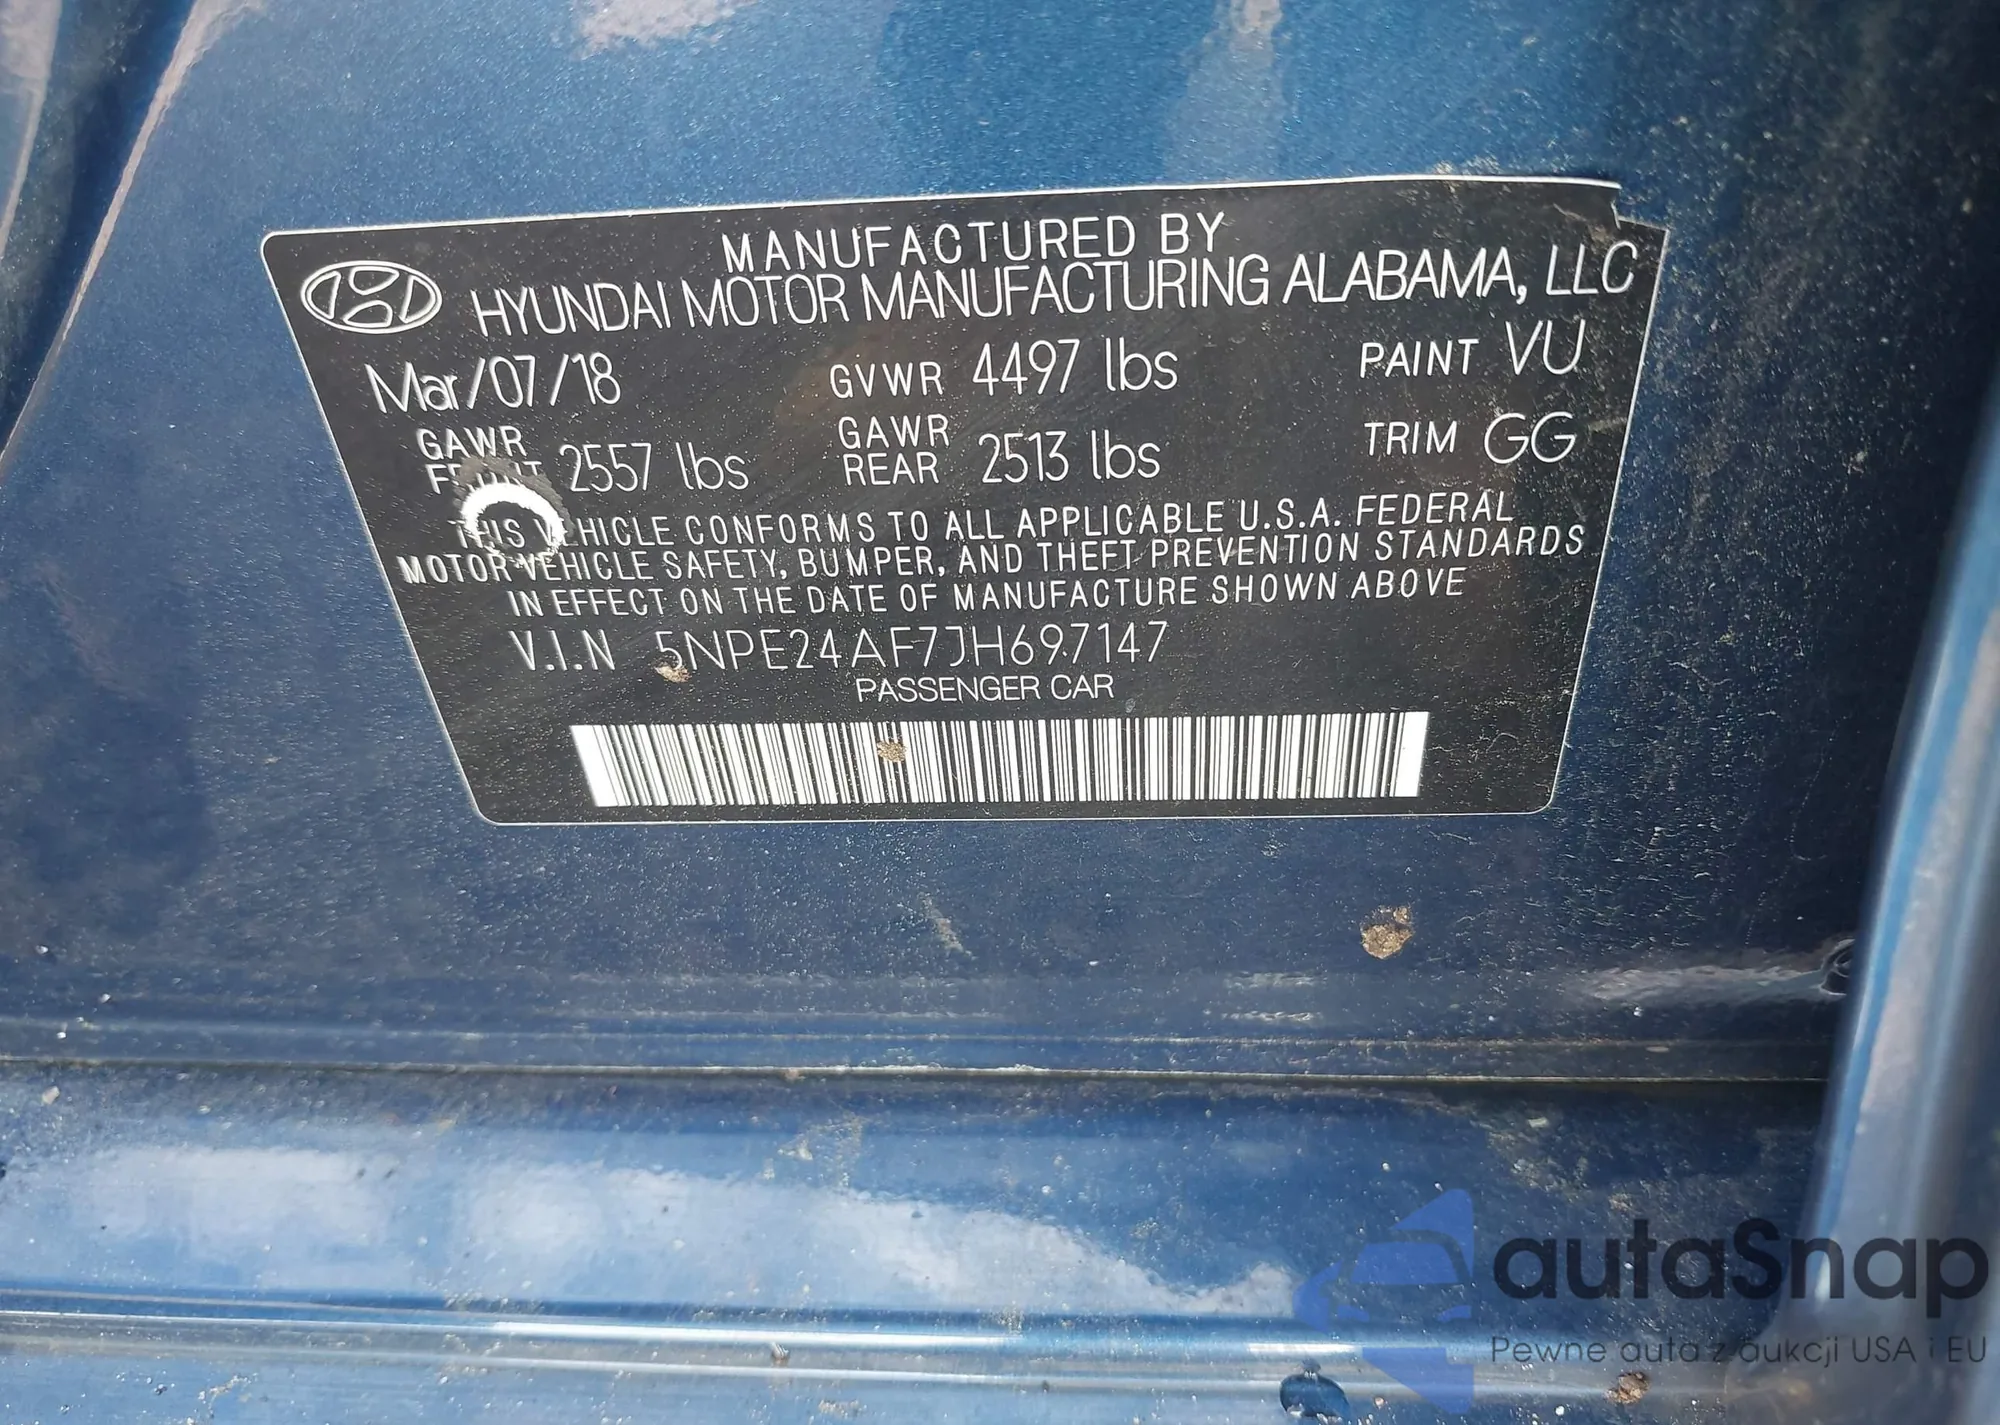 MANUFACTURED BY
HYUNDAI MOTOR MANUFACTURING ALABAMA, LLC
Mar/07/18 GVWR 4497 lbs PAINT VU
GAWR FRONT 2557 lbs GAWR REAR 2513 lbs TRIM GG
THIS VEHICLE CONFORMS TO ALL APPLICABLE U.S.A. FEDERAL
MOTOR VEHICLE SAFETY, BUMPER, AND THEFT PREVENTION STANDARDS
IN EFFECT ON THE DATE OF MANUFACTURE SHOWN ABOVE
V.I.N 5NPE24AF7JH697147
PASSENGER CAR
autaSnap
Pewne auta z aukcji USA i EU